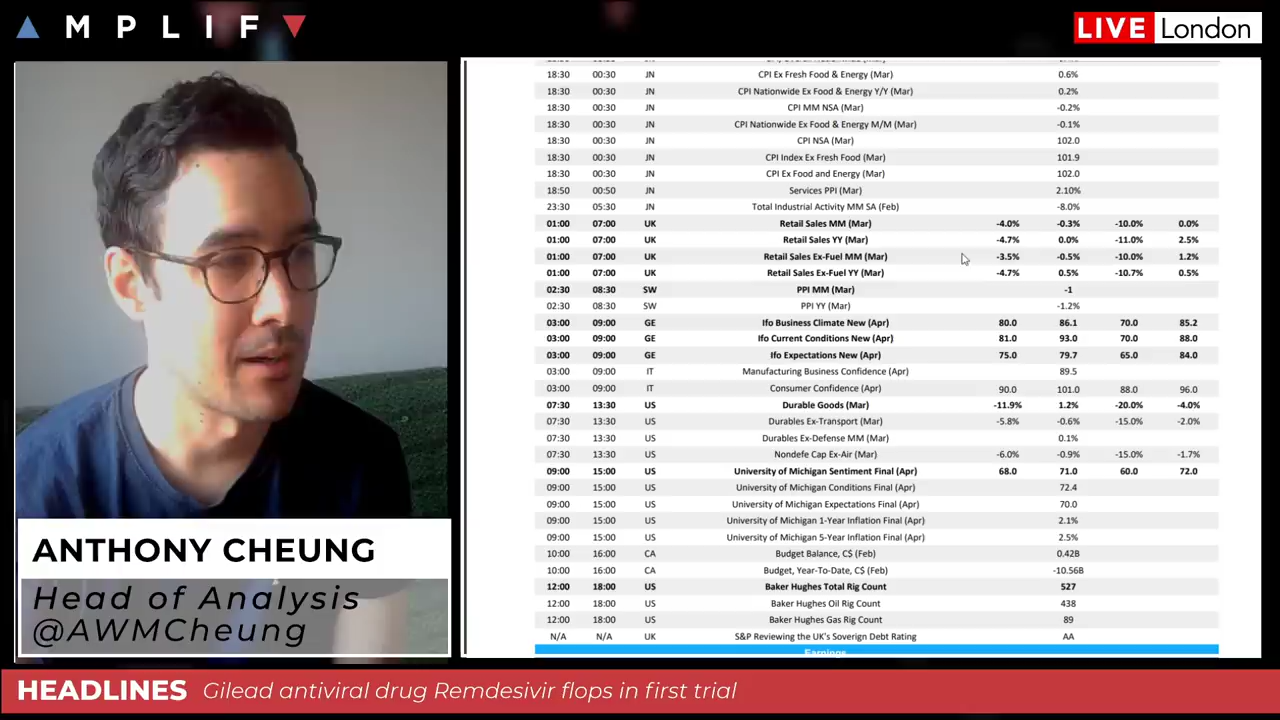 AMPLIFY
LIVE London
18:30 00:30 JN CPI Ex Fresh Food & Energy (Mar) 0.6%
18:30 00:30 JN CPI Nationwide Ex Food & Energy Y/Y (Mar) 0.2%
18:30 00:30 JN CPI MM NSA (Mar) -0.2%
18:30 00:30 JN CPI Nationwide Ex Food & Energy M/M (Mar) -0.1%
18:30 00:30 JN CPI NSA (Mar) 102.0
18:30 00:30 JN CPI Index Ex Fresh Food (Mar) 101.9
18:30 00:30 JN CPI Ex Food and Energy (Mar) 102.0
18:50 00:50 JN Services PPI (Mar) 2.10%
23:30 05:30 JN Total Industrial Activity MM SA (Feb) -8.0%
01:00 07:00 UK Retail Sales MM (Mar) -4.0% -0.3% -10.0% 0.0%
01:00 07:00 UK Retail Sales YY (Mar) -4.7% 0.0% -11.0% 2.5%
01:00 07:00 UK Retail Sales Ex-Fuel MM (Mar) -3.5% -0.5% -10.0% 1.2%
01:00 07:00 UK Retail Sales Ex-Fuel YY (Mar) -4.7% 0.5% -10.7% 0.5%
02:30 08:30 SW PPI MM (Mar) -1
02:30 08:30 SW PPI YY (Mar) -1.2%
03:00 09:00 GE Ifo Business Climate New (Apr) 80.0 86.1 70.0 85.2
03:00 09:00 GE Ifo Current Conditions New (Apr) 81.0 93.0 70.0 88.0
03:00 09:00 GE Ifo Expectations New (Apr) 75.0 79.7 65.0 84.0
03:00 09:00 IT Manufacturing Business Confidence (Apr) 89.5
03:00 09:00 IT Consumer Confidence (Apr) 90.0 101.0 88.0 96.0
07:30 13:30 US Durable Goods (Mar) -11.9% 1.2% -20.0% -4.0%
07:30 13:30 US Durables Ex-Transport (Mar) -5.8% -0.6% -15.0% -2.0%
07:30 13:30 US Durables Ex-Defense MM (Mar) 0.1%
07:30 13:30 US Nondefe Cap Ex-Air (Mar) -6.0% -0.9% -15.0% -1.7%
09:00 15:00 US University of Michigan Sentiment Final (Apr) 68.0 71.0 60.0 72.0
09:00 15:00 US University of Michigan Conditions Final (Apr) 72.4
09:00 15:00 US University of Michigan Expectations Final (Apr) 70.0
09:00 15:00 US University of Michigan 1-Year Inflation Final (Apr) 2.1%
09:00 15:00 US University of Michigan 5-Year Inflation Final (Apr) 2.5%
10:00 16:00 CA Budget Balance, C$ (Feb) 0.42B
10:00 16:00 CA Budget, Year-To-Date, C$ (Feb) -10.56B
12:00 18:00 US Baker Hughes Total Rig Count 527
12:00 18:00 US Baker Hughes Oil Rig Count 438
12:00 18:00 US Baker Hughes Gas Rig Count 89
N/A N/A UK S&P Reviewing the UK's Soverign Debt Rating AA
Earnings
ANTHONY CHEUNG
Head of Analysis
@AWMCheung
HEADLINES Gilead antiviral drug Remdesivir flops in first trial